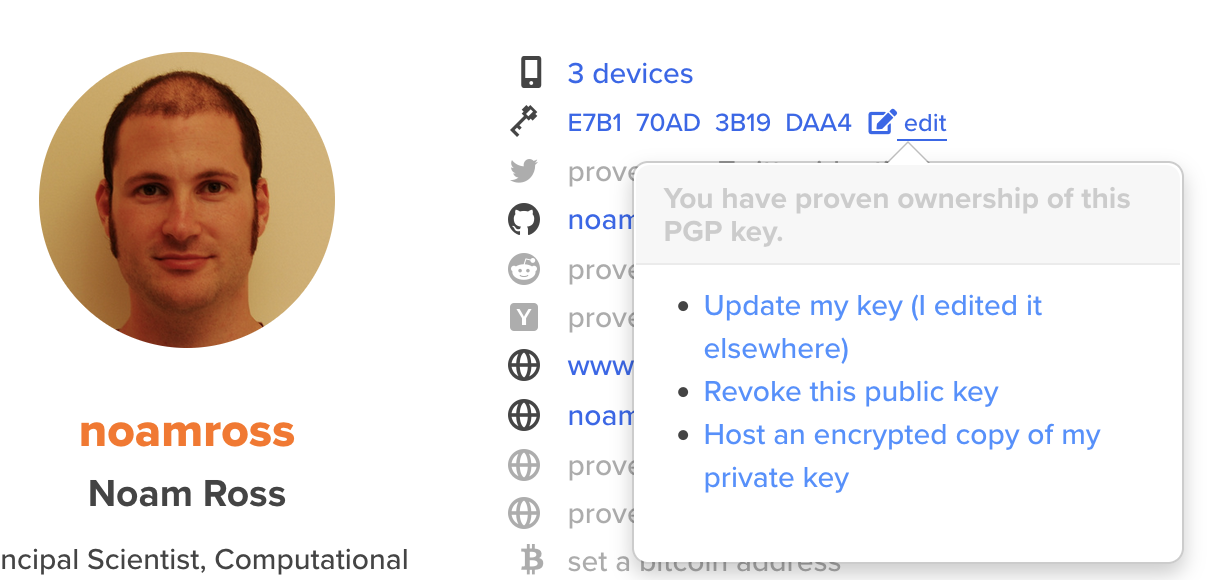 3 devices
E7B1 70AD 3B19 DAA4 edit
You have proven ownership of this
PGP key.
Update my key (I edited it
elsewhere)
Revoke this public key
Host an encrypted copy of my
private key
prove
noam
prove
Y prove
www
noam
prove
prove
set a bitcoin address
noamross
Noam Ross
ncipal Scientist, Computational